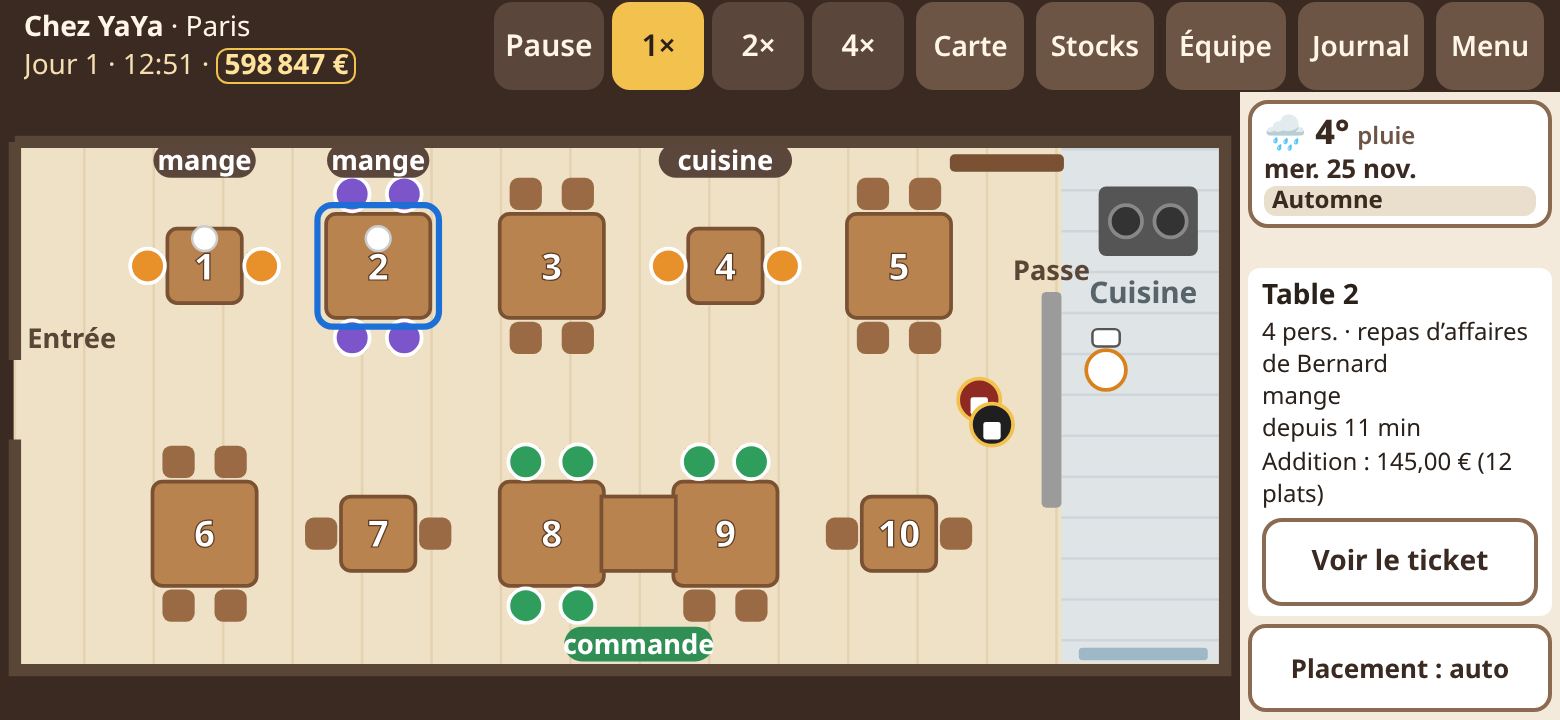 Chez YaYa · Paris
Jour 1 · 12:51 · 598 847 €
Pause
1×
2×
4×
Carte
Stocks
Équipe
Journal
Menu
mange
mange
cuisine
1
2
3
4
5
Passe
Cuisine
Entrée
6
7
8
9
10
commande
4° pluie
mer. 25 nov.
Automne
Table 2
4 pers. · repas d’affaires
de Bernard
mange
depuis 11 min
Addition : 145,00 € (12
plats)
Voir le ticket
Placement : auto